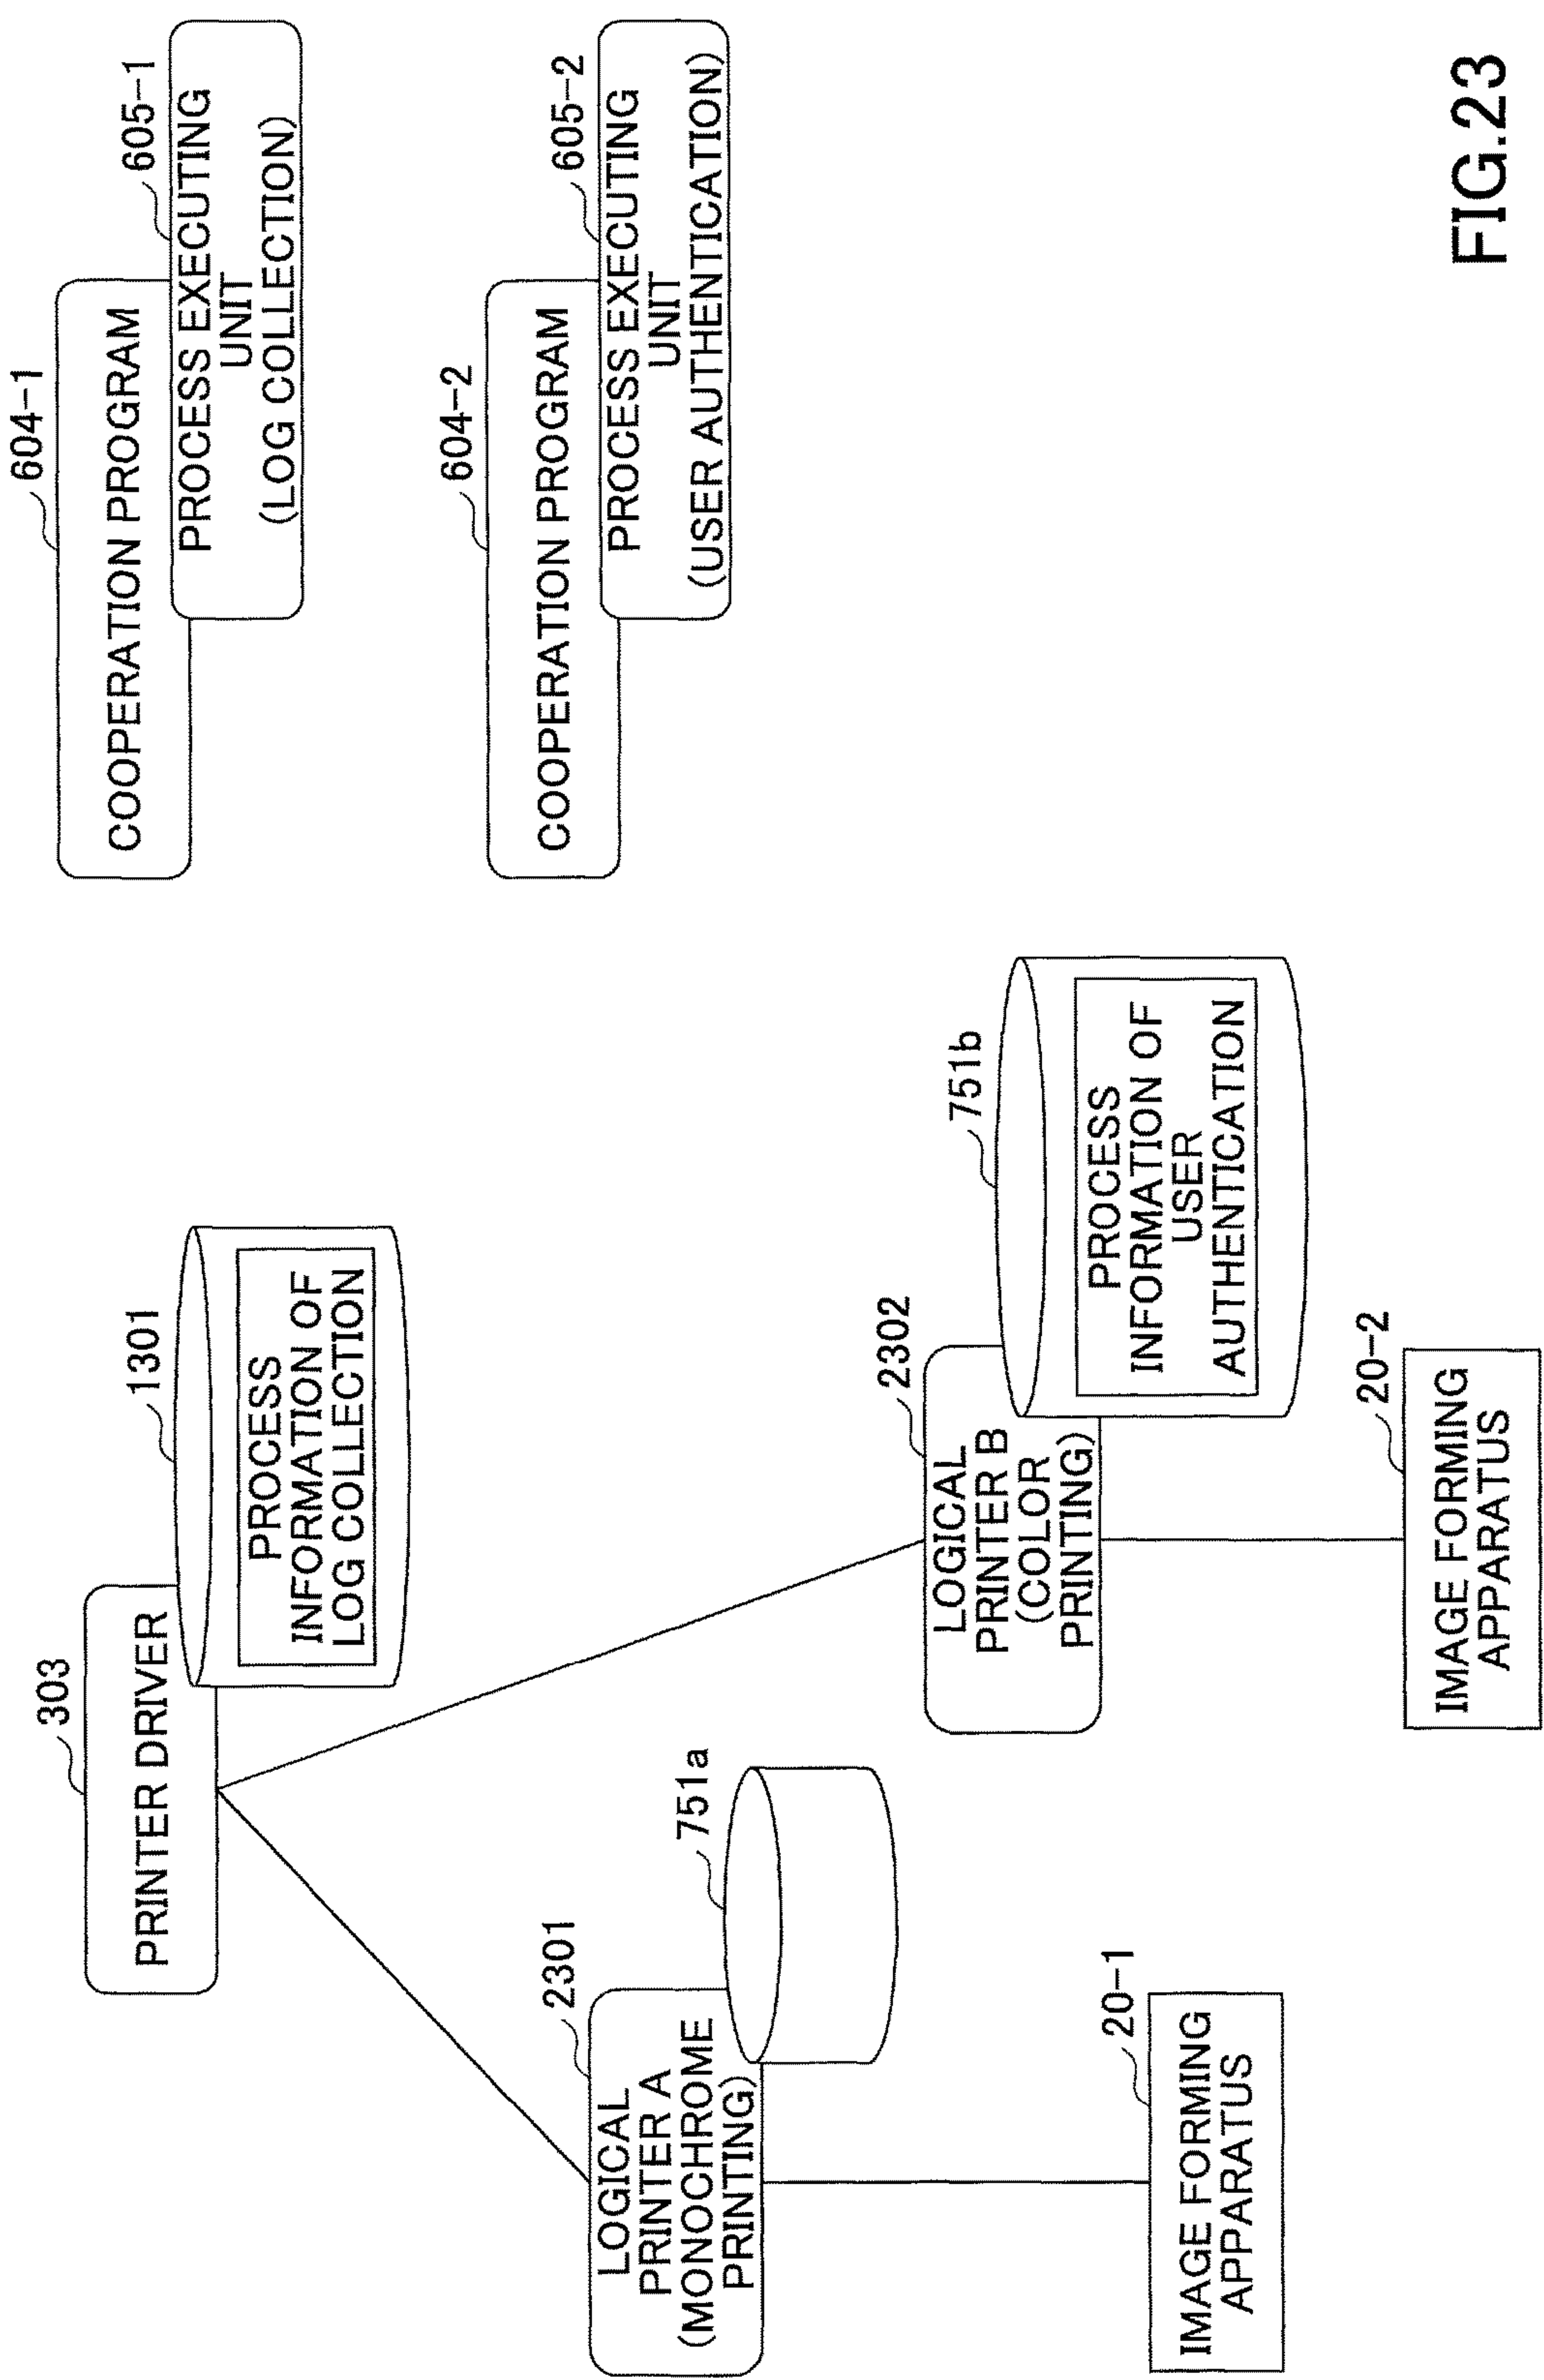 303
PRINTER DRIVER
1301
PROCESS
INFORMATION OF
LOG COLLECTION
604-1
COOPERATION PROGRAM
605-1
PROCESS EXECUTING
UNIT
(LOG COLLECTION)
604-2
COOPERATION PROGRAM
605-2
PROCESS EXECUTING
UNIT
(USER AUTHENTICATION)
2301
LOGICAL
PRINTER A
(MONOCHROME
PRINTING)
751a
2302
LOGICAL
PRINTER B
(COLOR
PRINTING)
751b
PROCESS
INFORMATION OF
USER
AUTHENTICATION
20-1
IMAGE FORMING
APPARATUS
20-2
IMAGE FORMING
APPARATUS
FIG.23